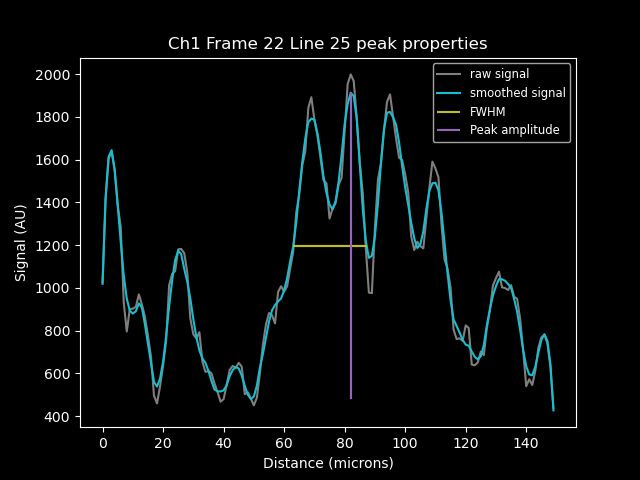 Ch1 Frame 22 Line 25 peak properties
raw signal
smoothed signal
FWHM
Peak amplitude
Signal (AU)
2000
1800
1600
1400
1200
1000
800
600
400
0 20 40 60 80 100 120 140
Distance (microns)